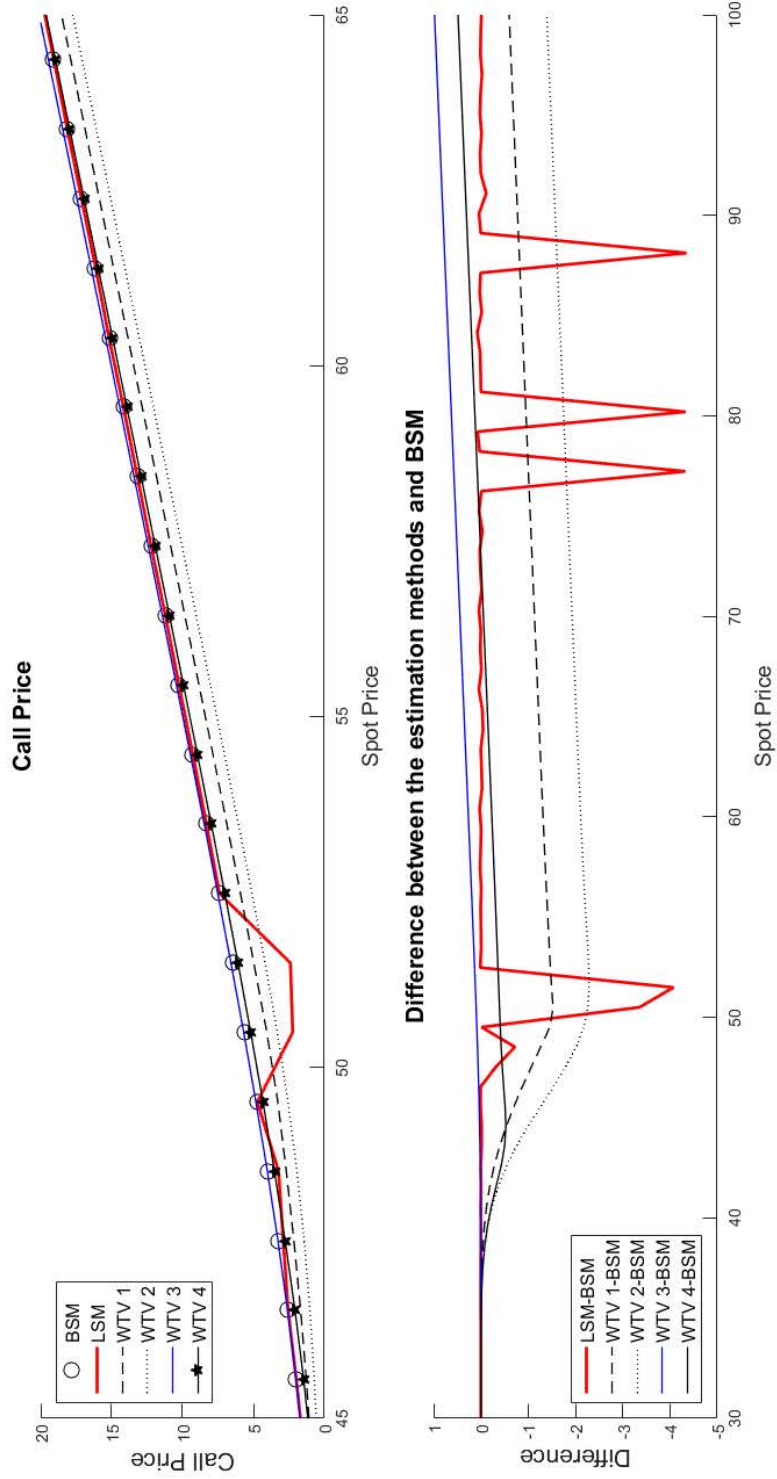 Call Price
20
15
10
5
0
Call Price
BSM
LSM
WTV 1
WTV 2
WTV 3
WTV 4
45
50
55
60
65
Spot Price
Difference between the estimation methods and BSM
1
0
-1
-2
-3
-4
-5
Difference
LSM-BSM
WTV 1-BSM
WTV 2-BSM
WTV 3-BSM
WTV 4-BSM
30
40
50
60
70
80
90
100
Spot Price